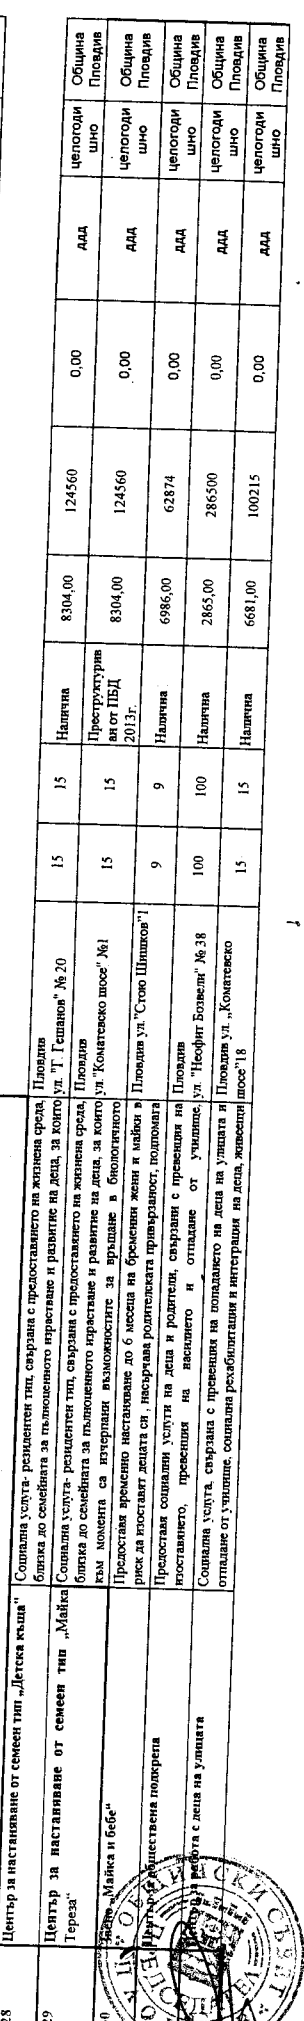 28
Център за настаняване от семеен тип „Детска къща"
Социална услуга- резидентен тип, свързана с предоставянето на жизнена среда,
близка до семейната за пълноценното израстване и развитие на деца, за които
Пловдив
ул. "Г. Гешанов" № 20
15
15
Налична
8304,00
124560
0,00
ддд
целогоди
шно
Община
Пловдив
29
Център за настаняване от семеен тип „Майка
Тереза"
Социална услуга- резидентен тип, свързана с предоставянето на жизнена среда,
близка до семейната за пълноценното израстване и развитие на деца, за които
към момента са изчерпани възможностите за връщане в биологичното
Пловдив
ул."Коматевско шосе" №1
15
15
Преструктурив
ан от ПБД
2013г.
8304,00
124560
0,00
ддд
целогоди
шно
Община
Пловдив
0
„Майка и бебе"
Предоставя временно настаняване до 6 месеца на бременни жени и майки в
риск да изоставят децата си , насърчава родителската привързаност, подпомага
Пловдив ул."Стою Шишков"1
9
9
Налична
6986,00
62874
0,00
ддд
целогоди
шно
Община
Пловдив
обществена подкрепа
Предоставя социални услуги на деца и родители, свързани с превенция на
изоставянето, превенция на насилието и отпадане от училище,
Пловдив
ул. "Неофит Бозвели" № 38
100
100
Налична
2865,00
286500
0,00
ддд
целогоди
шно
Община
Пловдив
работа с деца на улицата
Социална услуга, свързана с превенция на попадането на деца на улицата и
отпадане от училище, социална рехабилитация и интеграция на деца, живеещи
Пловдив ул. „Коматевско
шосе"18
15
15
Налична
6681,00
100215
0,00
ддд
целогоди
шно
Община
Пловдив